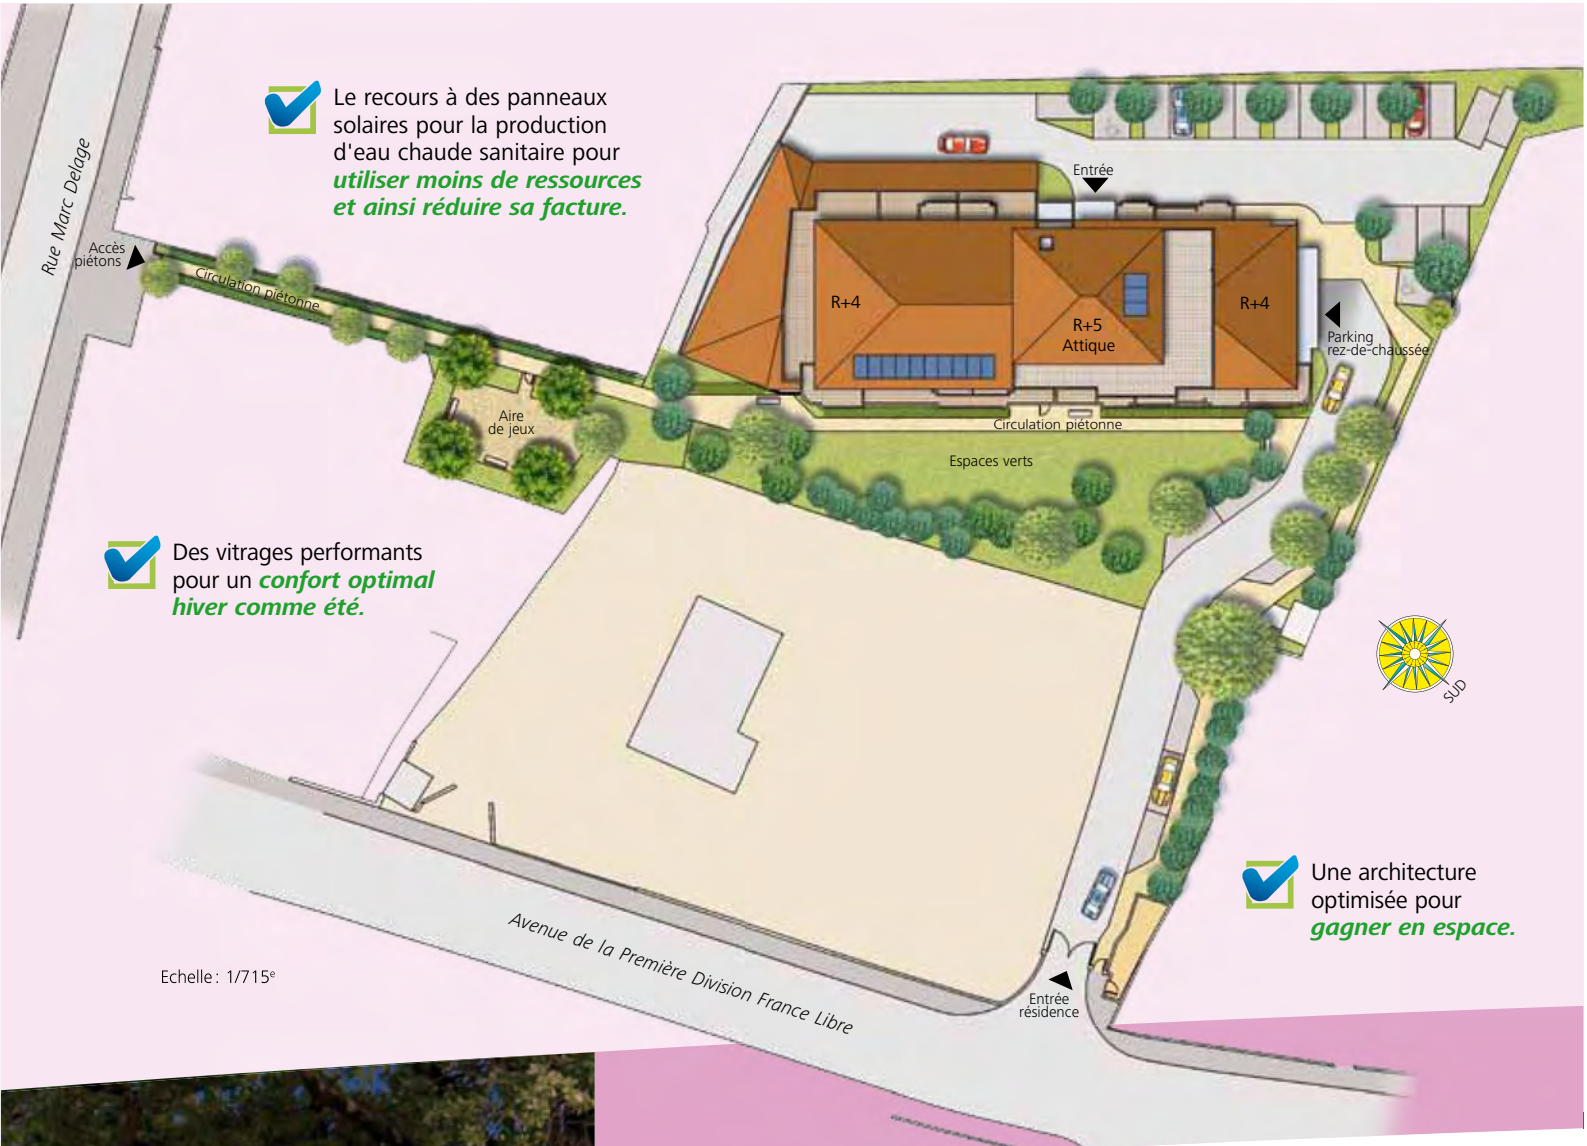 Le recours à des panneaux
solaires pour la production
d'eau chaude sanitaire pour
utiliser moins de ressources
et ainsi réduire sa facture.
Rue Marc Delage
Accès
piétons
Circulation piétonne
Entrée
R+4
R+5
Attique
R+4
Parking
rez-de-chaussée
Aire
de jeux
Circulation piétonne
Espaces verts
Des vitrages performants
pour un confort optimal
hiver comme été.
SUD
Une architecture
optimisée pour
gagner en espace.
Avenue de la Première Division France Libre
Echelle : 1/715e
Entrée
résidence